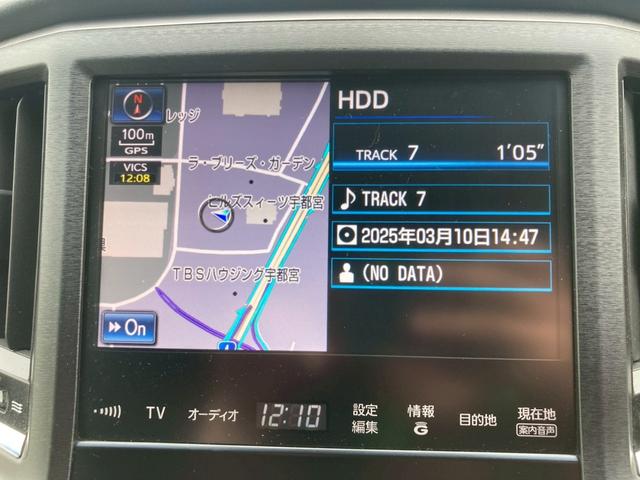 N
レッジ
100m
GPS
VICS
12:08
ラ・ブリーズ・ガーデン
ヒルズスィーツ宇都宮
TBSハウジング宇都宮
On
HDD
TRACK 7 1'05"
TRACK 7
2025年03月10日14:47
(NO DATA)
TV
オーディオ
12:10
設定
編集
情報
G
目的地
現在地
案内音声